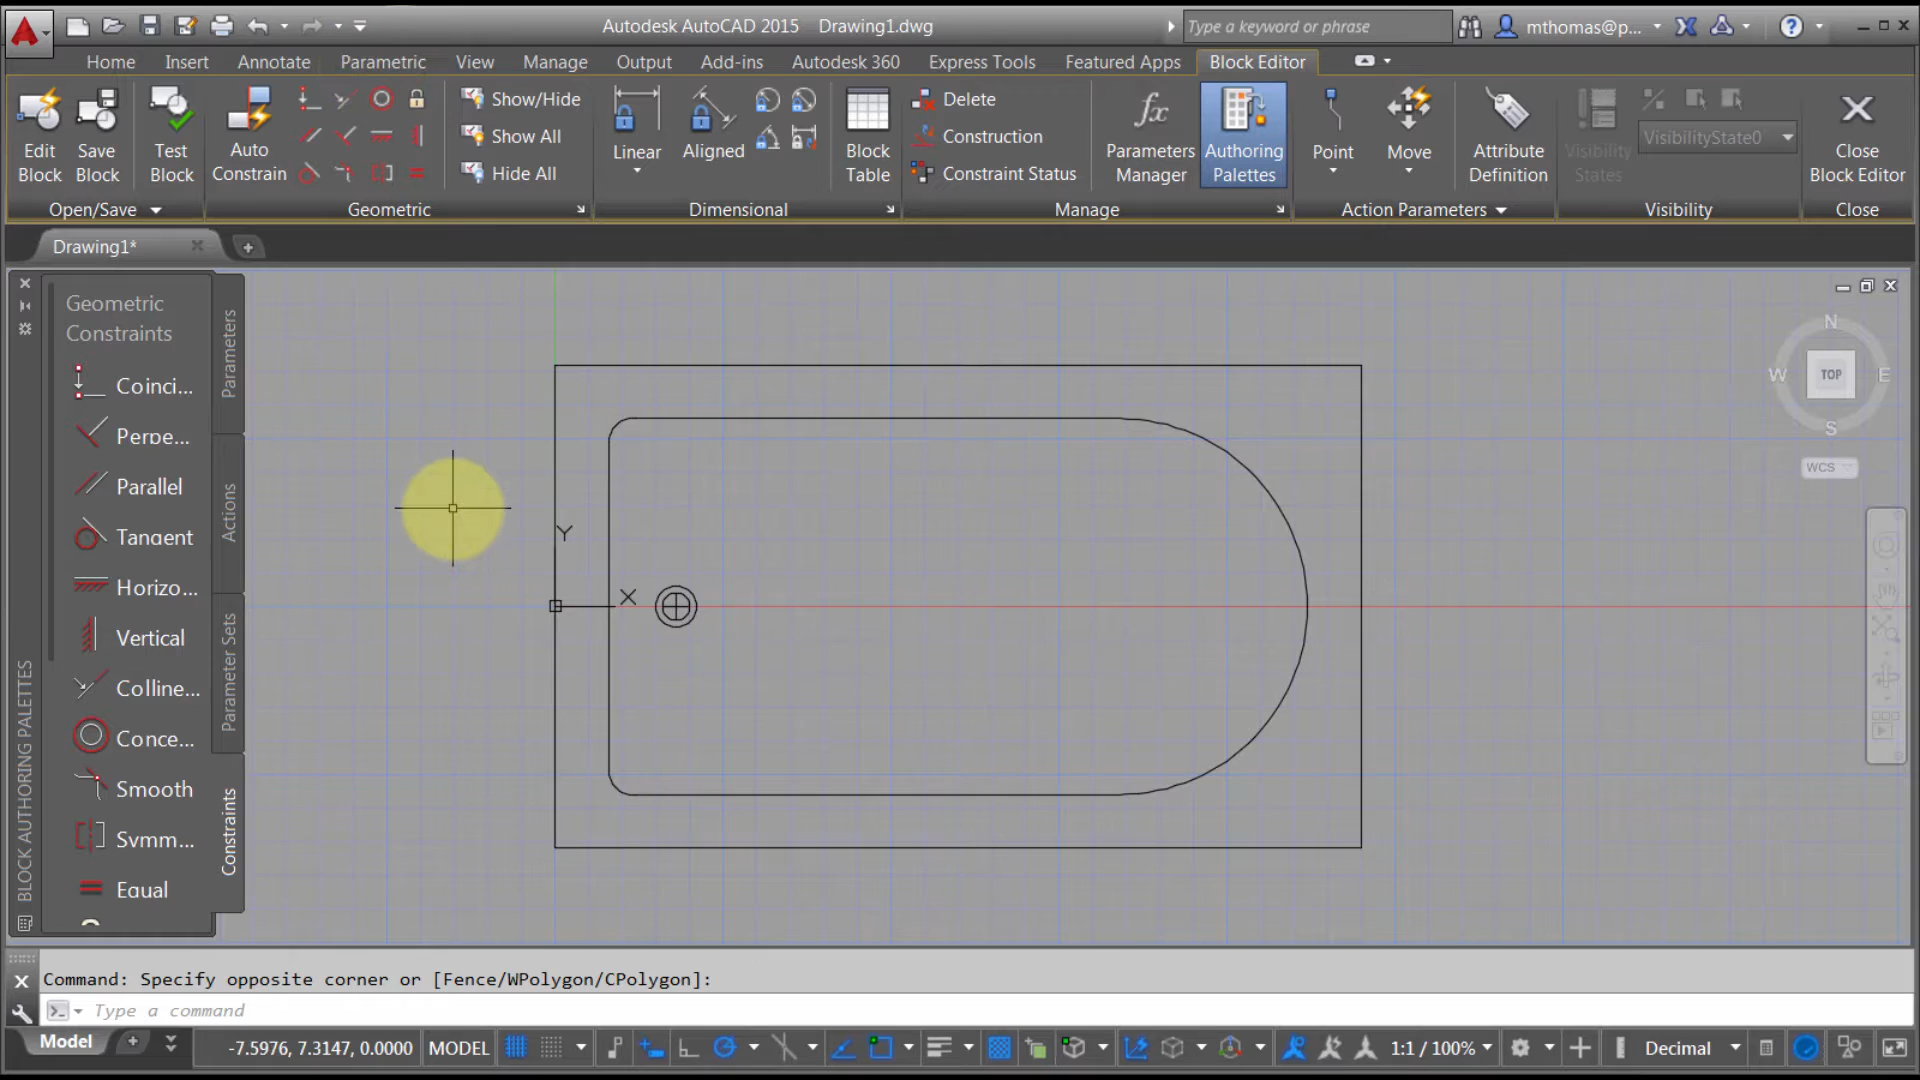 Autodesk AutoCAD 2015 Drawing1.dwg
Type a keyword or phrase
mthomas@p...
Home Insert Annotate Parametric View Manage Output Add-ins Autodesk 360 Express Tools Featured Apps Block Editor
Edit Block
Save Block
Test Block
Auto Constrain
Show/Hide
Show All
Hide All
Linear
Aligned
Block Table
Delete
Construction
Constraint Status
Parameters Manager
Authoring Palettes
Point
Move
Attribute Definition
Visibility States
VisibilityState0
Close Block Editor
Open/Save Geometric Dimensional Manage Action Parameters Visibility Close
Drawing1*
Geometric Constraints
Coinci...
Perpe...
Parallel
Tangent
Horizo...
Vertical
Colline...
Conce...
Smooth
Symm...
Equal
Parameters
Actions
Parameter Sets
Constraints
BLOCK AUTHORING PALETTES
Y
X
N
W TOP E
S
WCS
Command: Specify opposite corner or [Fence/WPolygon/CPolygon]:
Type a command
Model
-7.5976, 7.3147, 0.0000 MODEL 1:1 / 100% Decimal